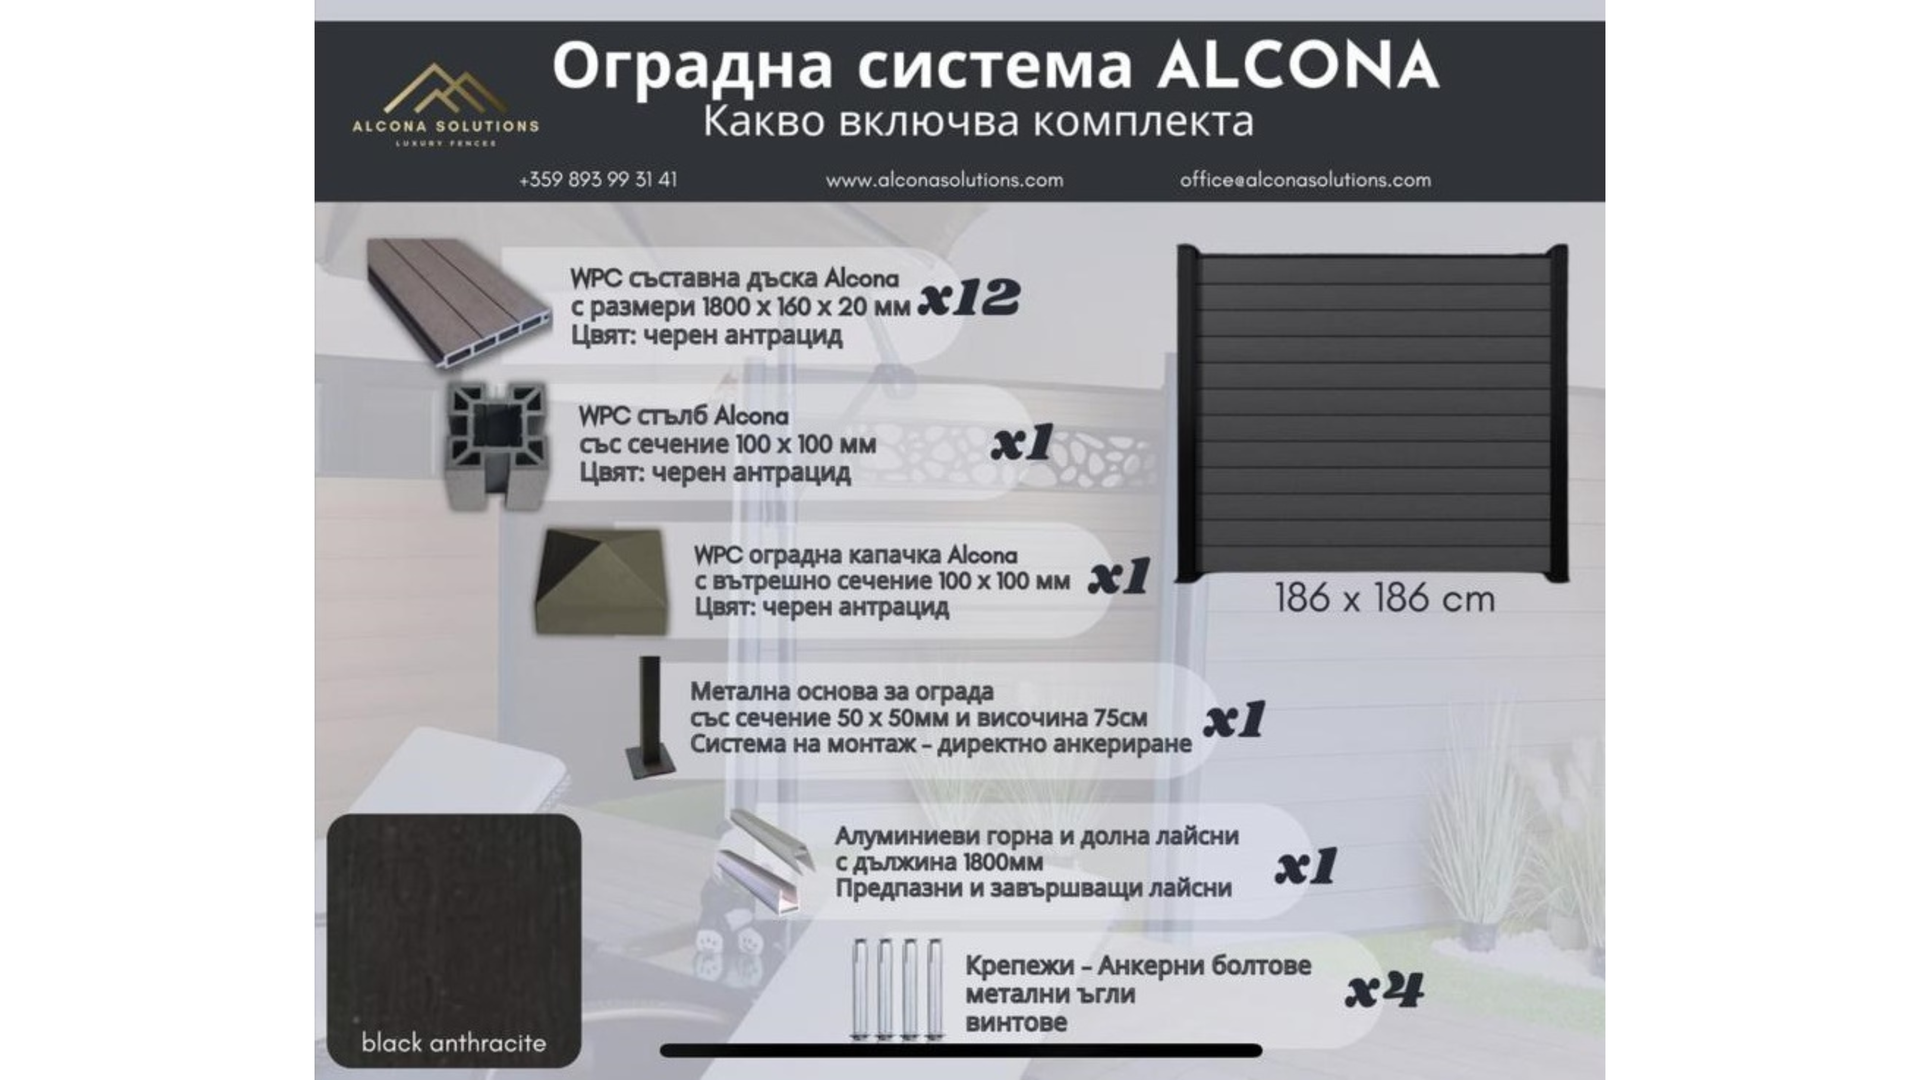 Оградна система ALCONA
Какво включва комплекта
ALCONA SOLUTIONS
LUXURY FENCES
+359 893 99 31 41
www.alconasolutions.com
office@alconasolutions.com
WPC съставна дъска Alcona
с размери 1800 x 160 x 20 мм
Цвят: черен антрацид
x12
WPC стълб Alcona
със сечение 100 x 100 мм
Цвят: черен антрацид
x1
WPC оградна капачка Alcona
с вътрешно сечение 100 x 100 мм
Цвят: черен антрацид
x1
186 x 186 cm
Метална основа за ограда
със сечение 50 x 50мм и височина 75см
Система на монтаж - директно анкериране
x1
Алуминиеви горна и долна лайсни
с дължина 1800мм
Предпазни и завършващи лайсни
x1
Крепежи - Анкерни болтове
метални ъгли
винтове
x4
black anthracite